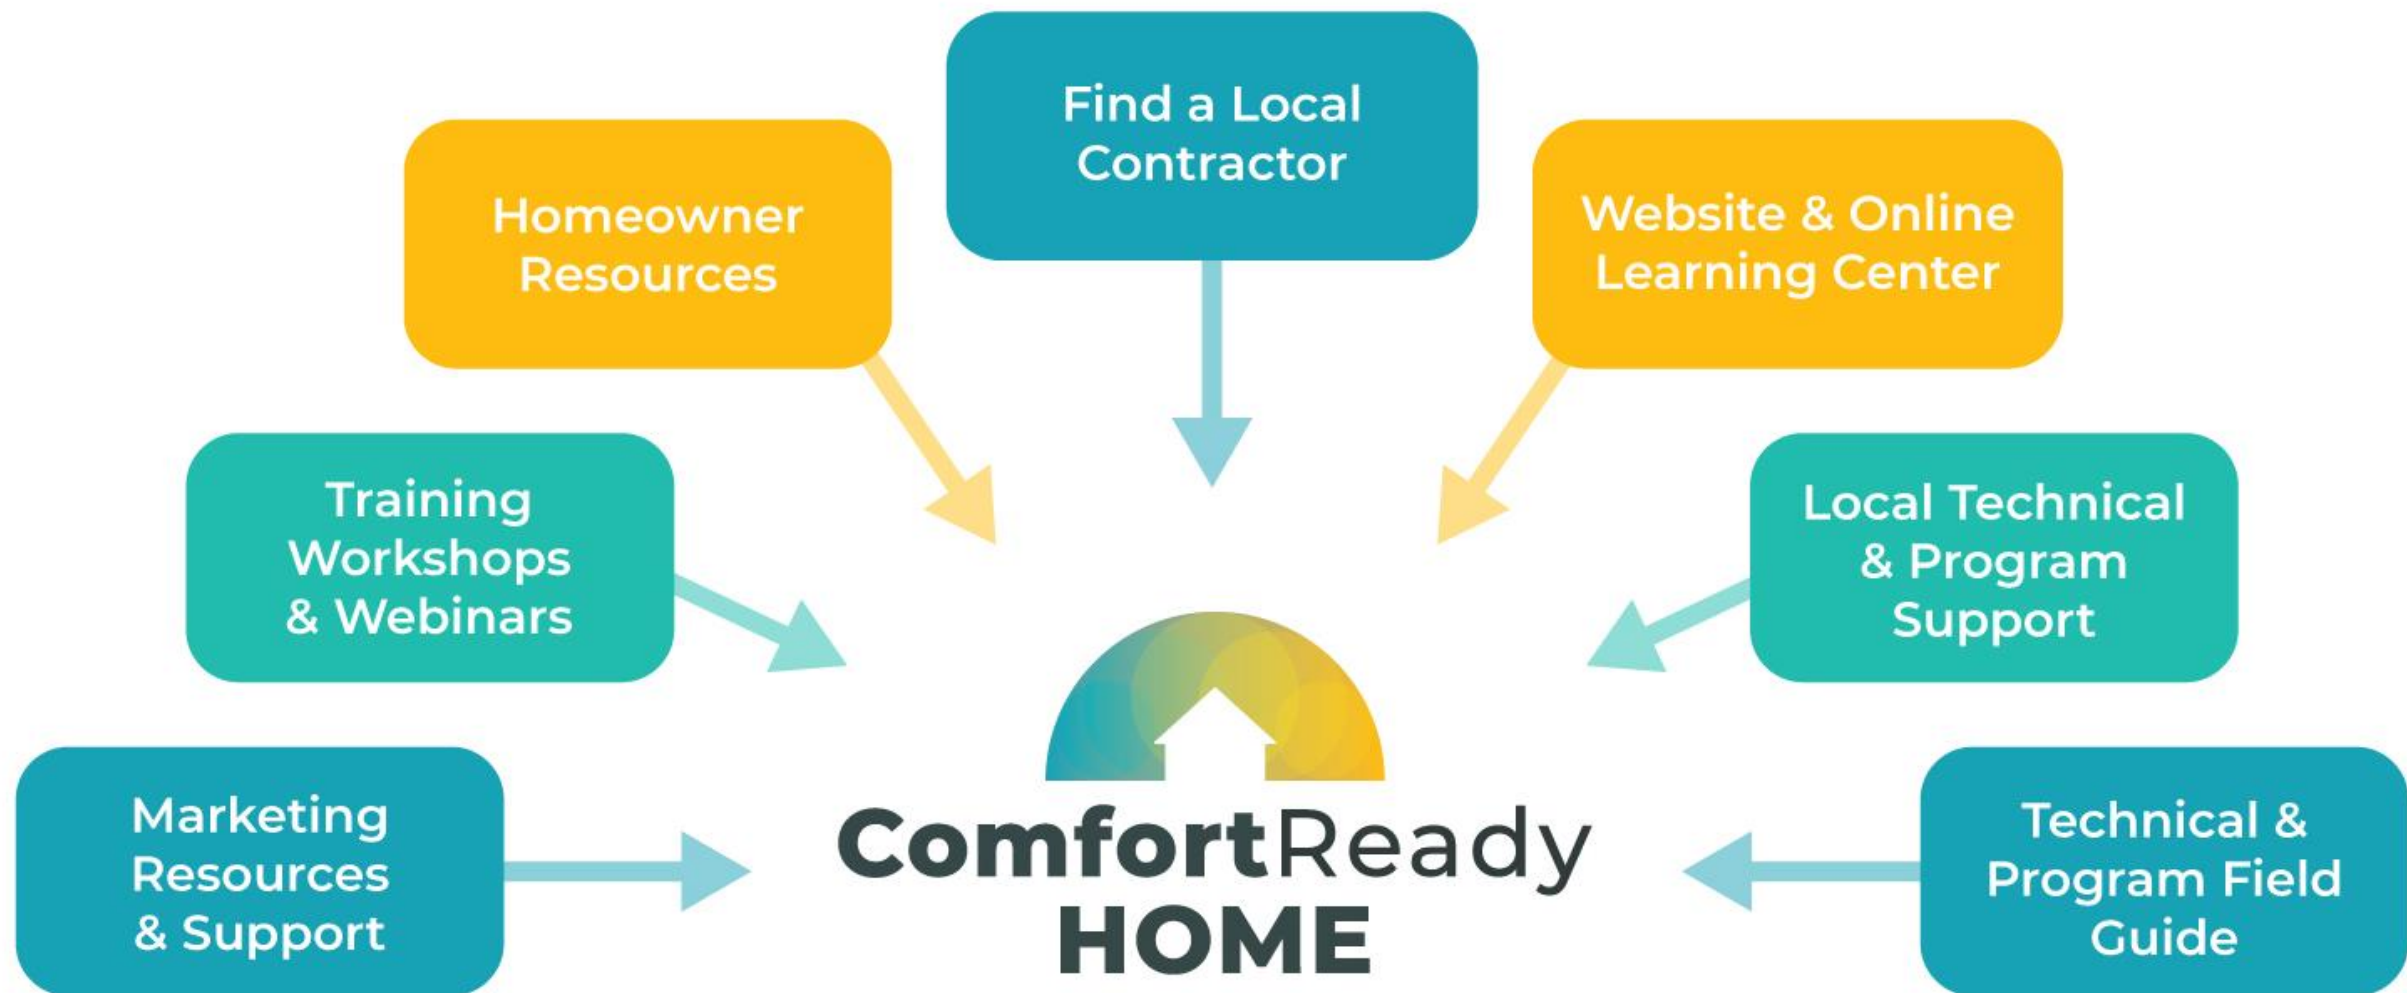 Find a Local
Contractor
Homeowner
Resources
Website & Online
Learning Center
Training
Workshops
& Webinars
Local Technical
& Program
Support
Marketing
Resources
& Support
Technical &
Program Field
Guide
ComfortReady
HOME